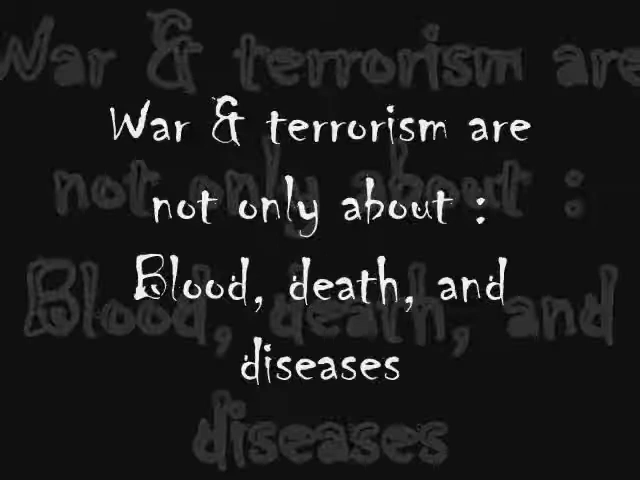 War & terrorism are
not only about :
Blood, death, and
diseases